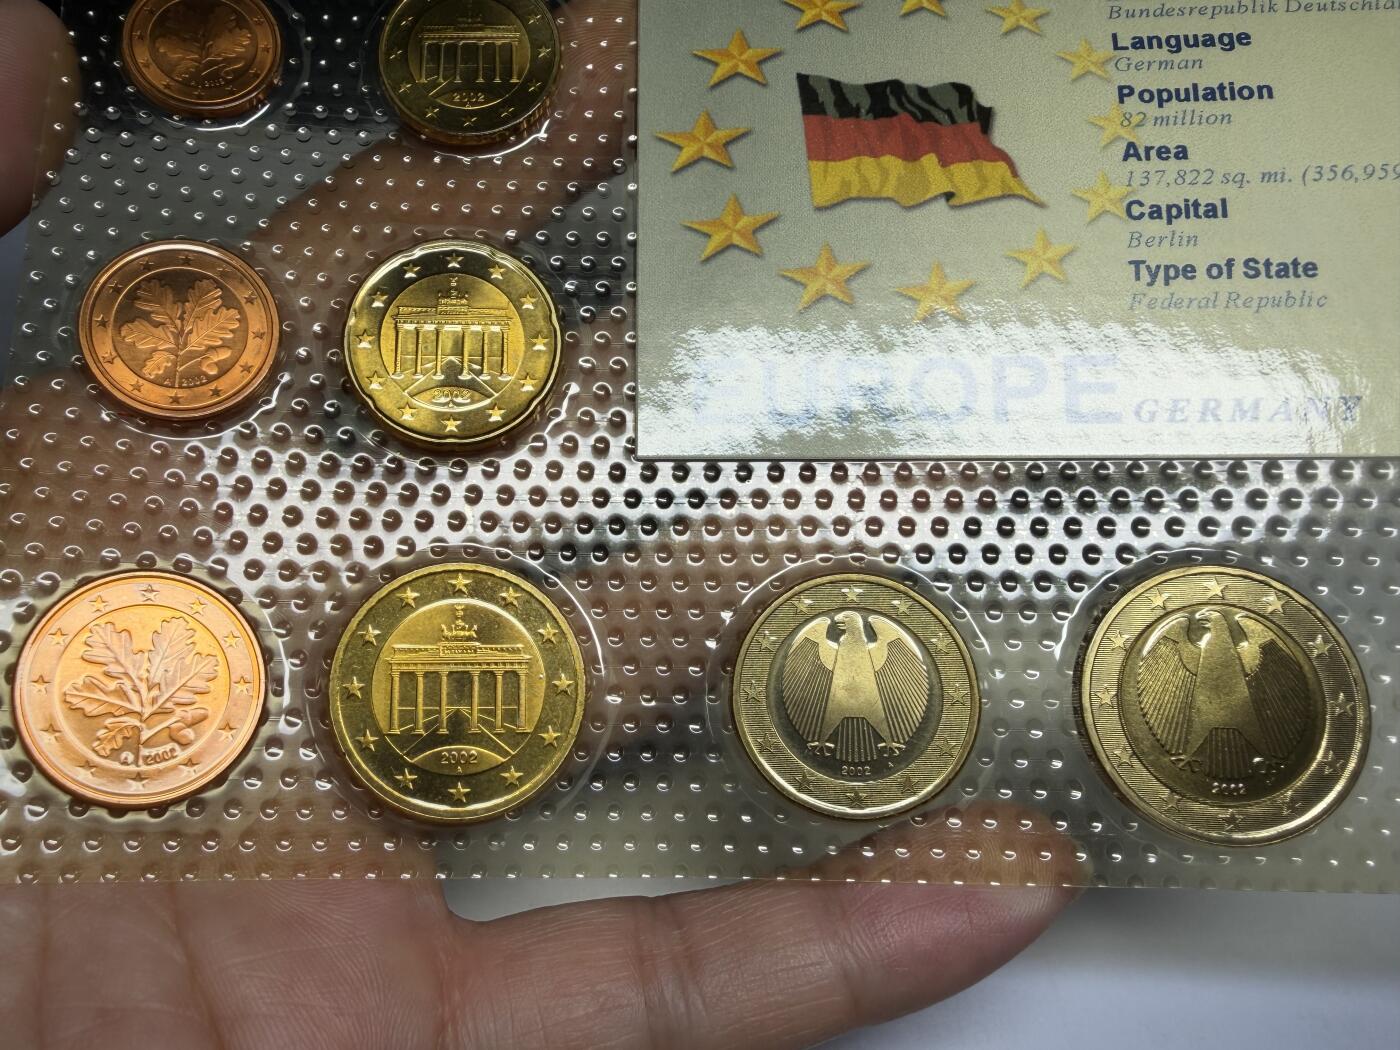 Bundesrepublik Deutschla
Language
German
Population
82 million
Area
137,822 sq. mi. (356,959
Capital
Berlin
Type of State
Federal Republic
EUROPE GERMANY
2002
A
A 2002
2002
A
A 2002
2002
A
2002 A
2002